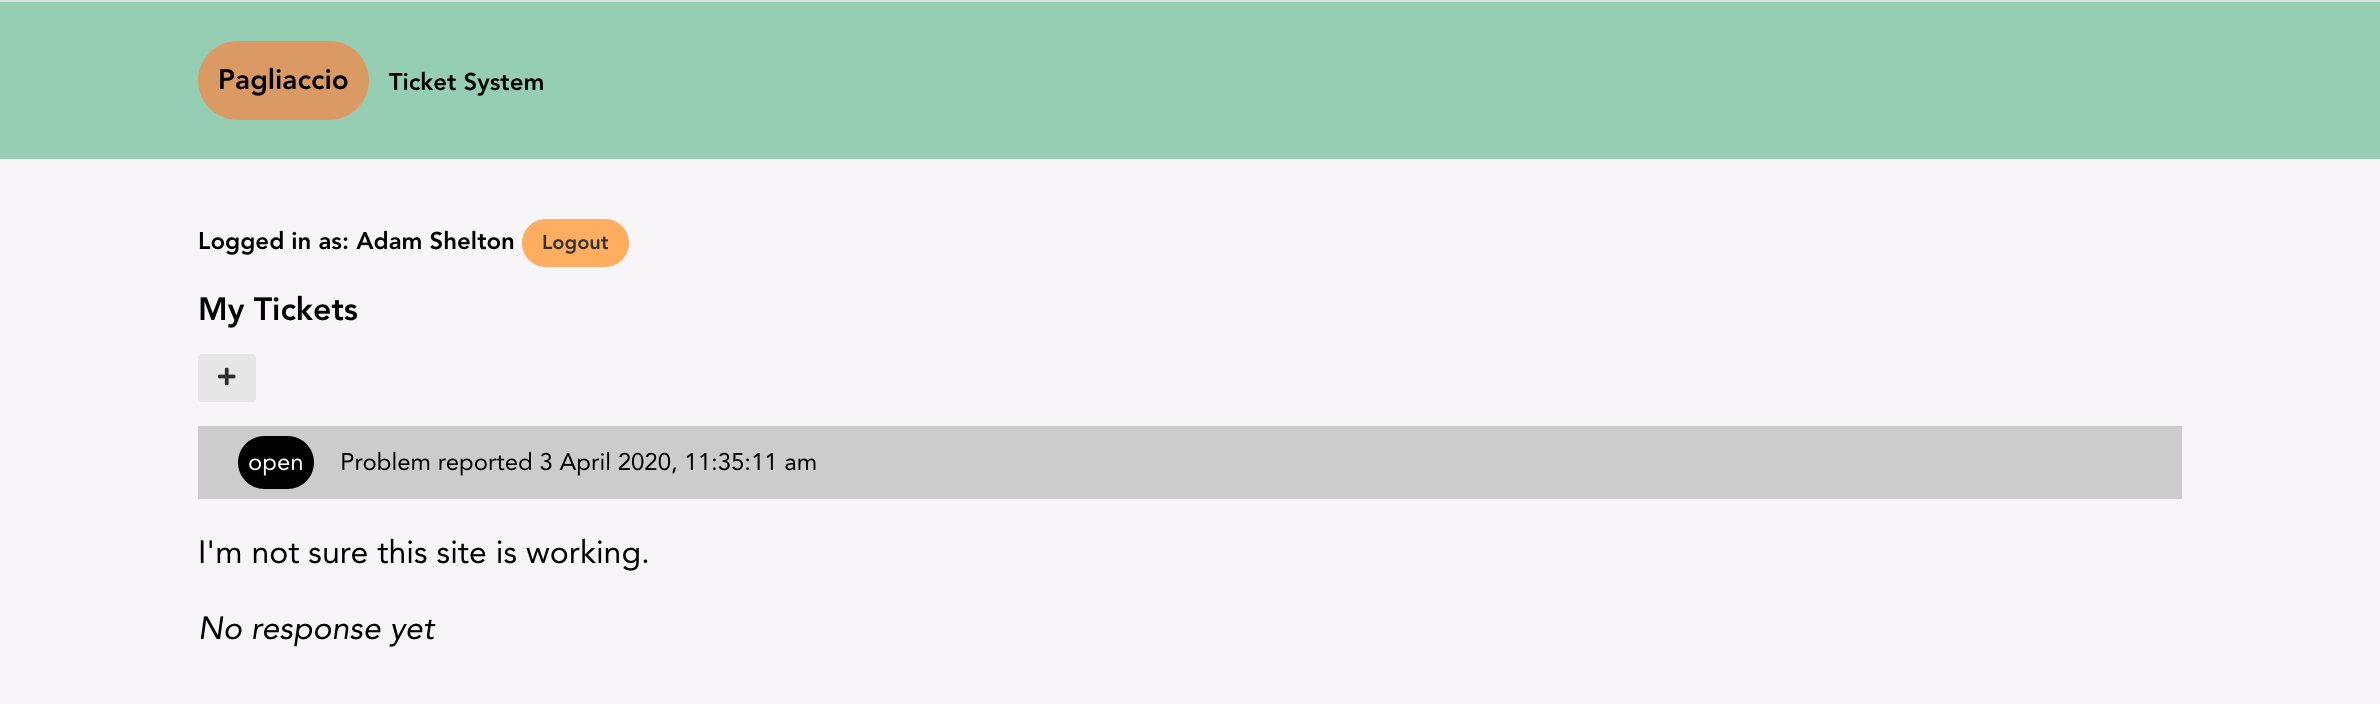 Pagliaccio Ticket System
Logged in as: Adam Shelton Logout
My Tickets
+
open Problem reported 3 April 2020, 11:35:11 am
I'm not sure this site is working.
No response yet